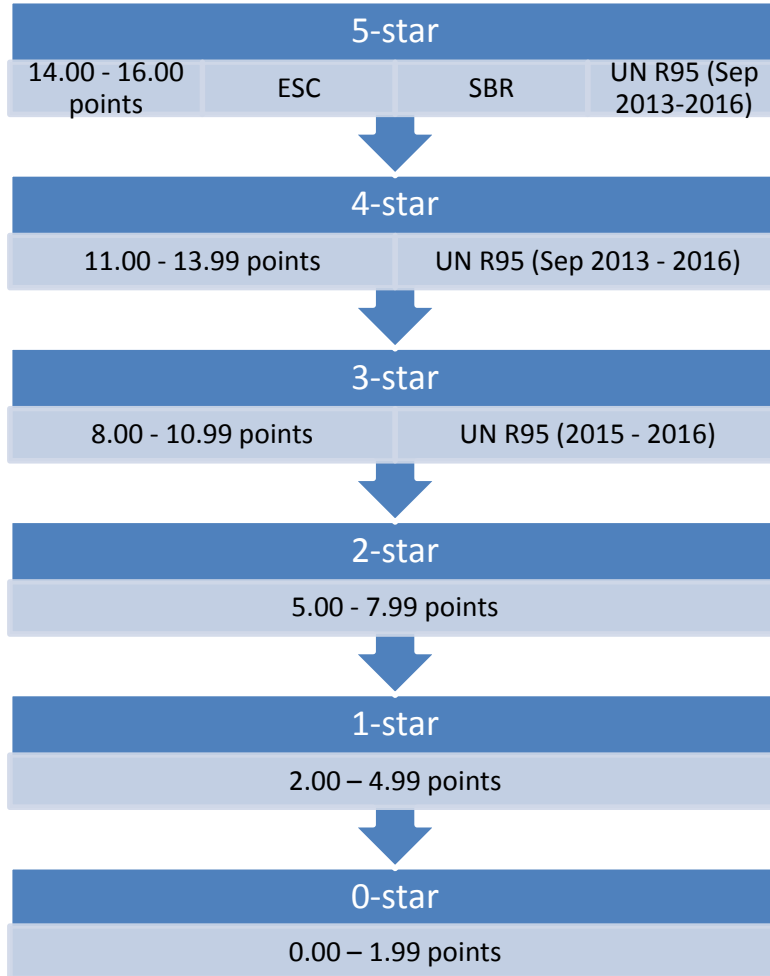 5-star
14.00 - 16.00
points
ESC
SBR
UN R95 (Sep
2013-2016)
4-star
11.00 - 13.99 points
UN R95 (Sep 2013 - 2016)
3-star
8.00 - 10.99 points
UN R95 (2015 - 2016)
2-star
5.00 - 7.99 points
1-star
2.00 – 4.99 points
0-star
0.00 – 1.99 points